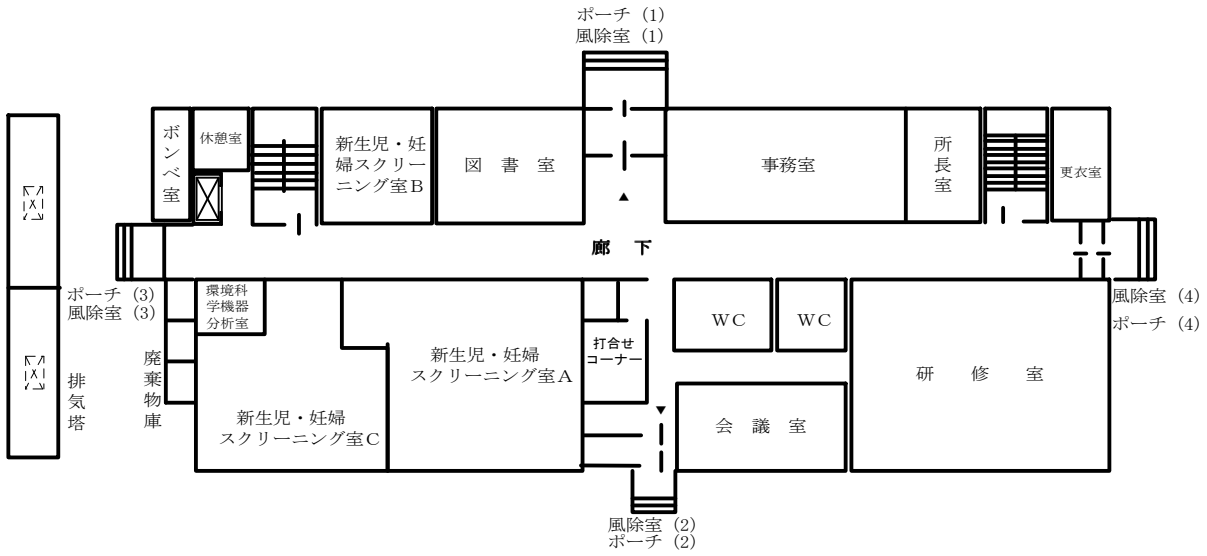 ポーチ (1)
風除室 (1)
ボンベ室
休憩室
新生児・妊
婦スクリー
ニング室B
図 書 室
事務室
所長室
更衣室
廊 下
ポーチ (3)
風除室 (3)
環境科
学機器
分析室
WC
WC
風除室 (4)
ポーチ (4)
打合せ
コーナー
新生児・妊婦
スクリーニング室A
研 修 室
排気塔
廃棄物庫
新生児・妊婦
スクリーニング室C
会 議 室
風除室 (2)
ポーチ (2)